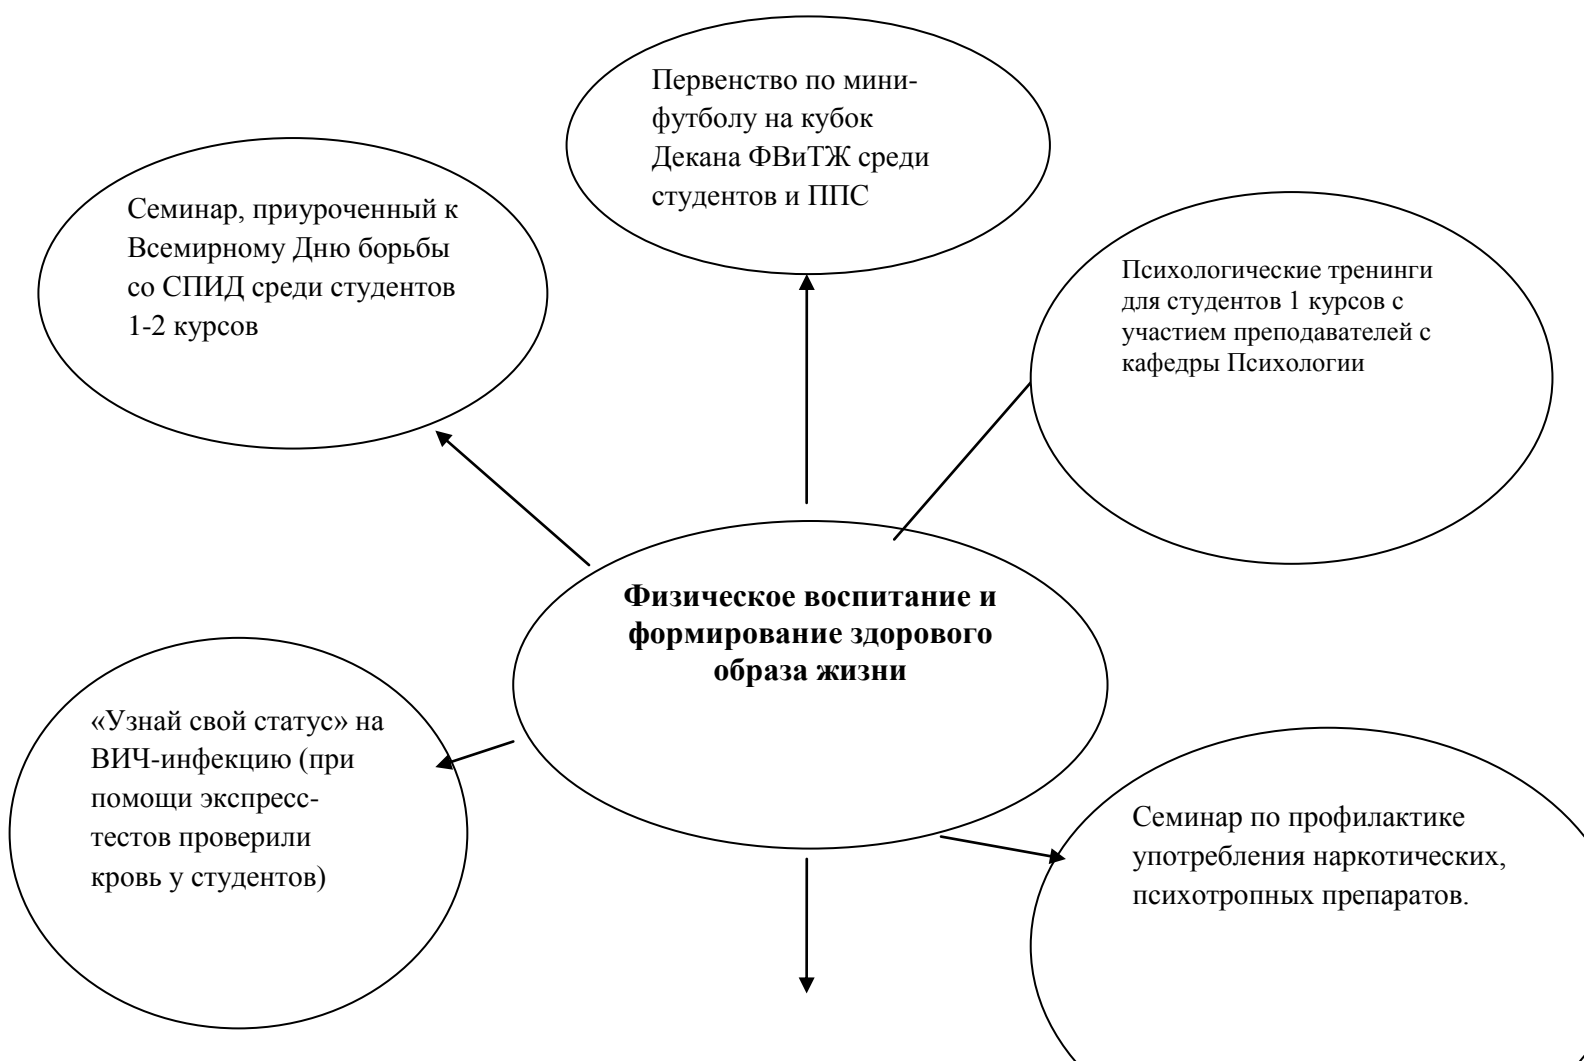 Первенство по мини-
футболу на кубок
Декана ФВиТЖ среди
студентов и ППС
Семинар, приуроченный к
Всемирному Дню борьбы
со СПИД среди студентов
1-2 курсов
Психологические тренинги
для студентов 1 курсов с
участием преподавателей с
кафедры Психологии
Физическое воспитание и
формирование здорового
образа жизни
«Узнай свой статус» на
ВИЧ-инфекцию (при
помощи экспресс-
тестов проверили
кровь у студентов)
Семинар по профилактике
употребления наркотических,
психотропных препаратов.